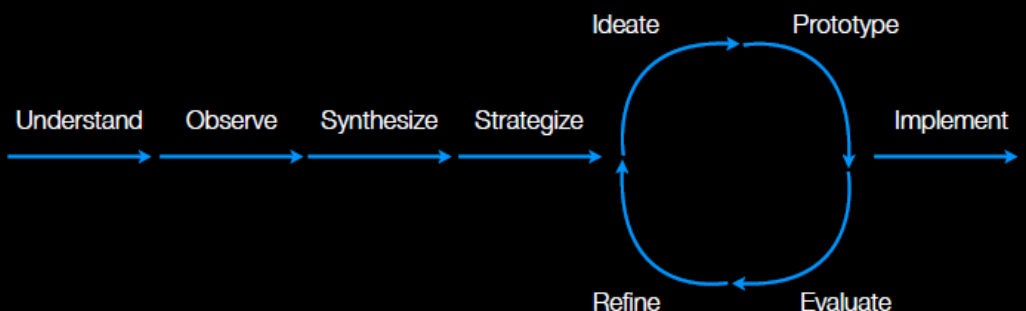 Ideate Prototype
Understand Observe Synthesize Strategize Implement
Refine Evaluate